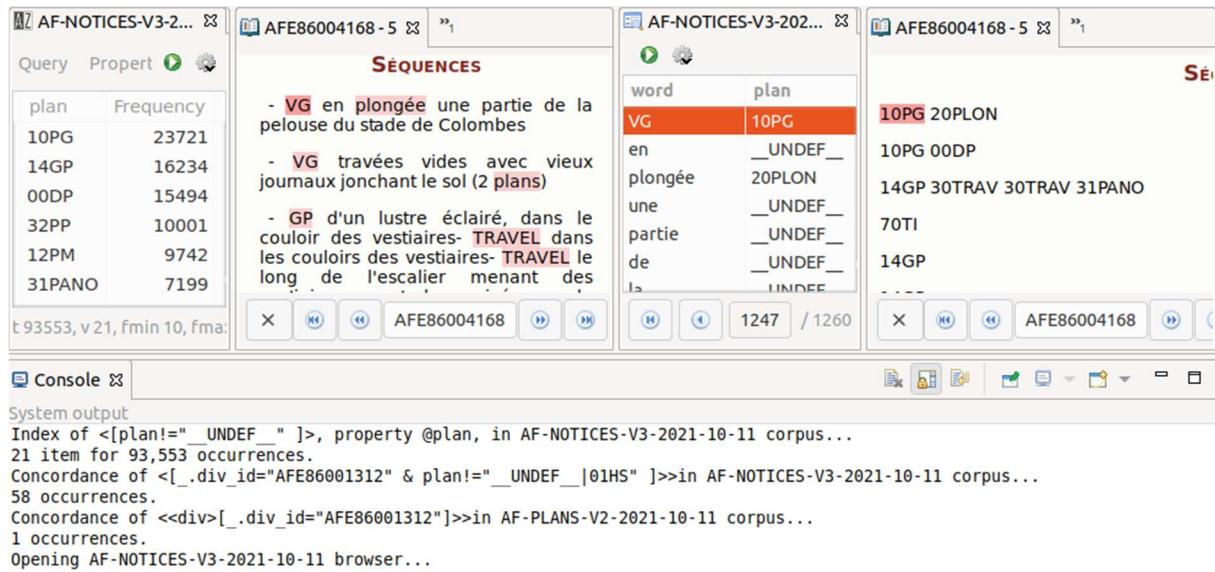 AF-NOTICES-V3-2...
Query Propert
plan Frequency
10PG 23721
14GP 16234
00DP 15494
32PP 10001
12PM 9742
31PANO 7199
t 93553, v 21, fmin 10, fma
AFE86004168 - 5 »1
SÉQUENCES
- VG en plongée une partie de la
pelouse du stade de Colombes
- VG travées vides avec vieux
journaux jonchant le sol (2 plans)
- GP d'un lustre éclairé, dans le
couloir des vestiaires- TRAVEL dans
les couloirs des vestiaires- TRAVEL le
long de l'escalier menant des
AFE86004168
AF-NOTICES-V3-202...
word plan
VG 10PG
en __UNDEF__
plongée 20PLON
une __UNDEF__
partie __UNDEF__
de __UNDEF__
la __UNDEF__
1247 / 1260
AFE86004168 - 5 »1
SÉ
10PG 20PLON
10PG 00DP
14GP 30TRAV 30TRAV 31PANO
70TI
14GP
AFE86004168
Console
System output
Index of <[plan!="__UNDEF__" ]>, property @plan, in AF-NOTICES-V3-2021-10-11 corpus...
21 item for 93,553 occurrences.
Concordance of <[_.div_id="AFE86001312" & plan!="__UNDEF__|01HS" ]>>in AF-NOTICES-V3-2021-10-11 corpus...
58 occurrences.
Concordance of <<div>[_.div_id="AFE86001312"]>>in AF-PLANS-V2-2021-10-11 corpus...
1 occurrences.
Opening AF-NOTICES-V3-2021-10-11 browser...